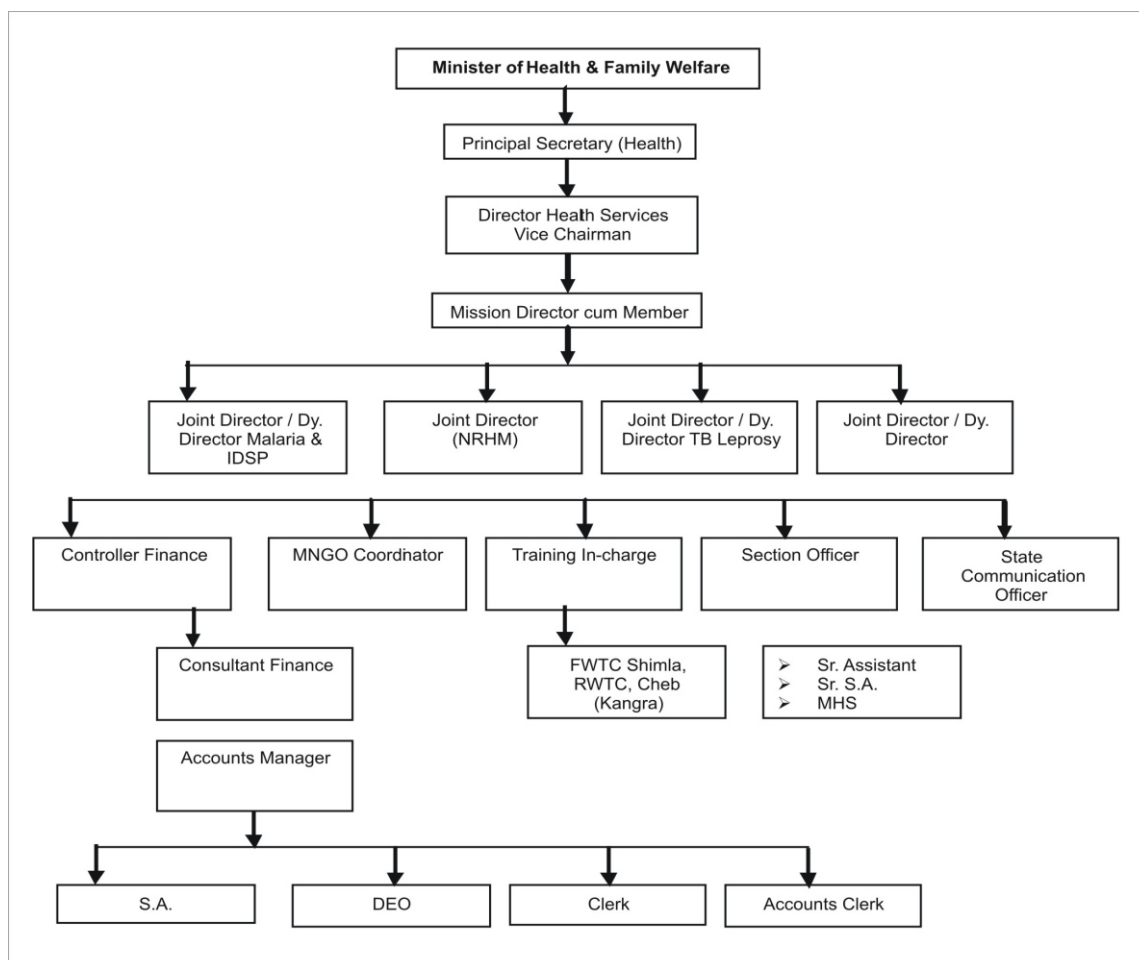 Minister of Health & Family Welfare
Principal Secretary (Health)
Director Health Services
Vice Chairman
Mission Director cum Member
Joint Director / Dy.
Director Malaria &
IDSP
Joint Director
(NRHM)
Joint Director / Dy.
Director TB Leprosy
Joint Director / Dy.
Director
Controller Finance
MNGO Coordnator
Training In-charge
Section Officer
State
Communication
Officer
Consultant Finance
FWTC Shimla,
RWTC, Cheb
(Kangra)
➢ Sr. Assistant
➢ Sr. S.A.
➢ MHS
Accounts Manager
S.A.
DEO
Clerk
Accounts Clerk